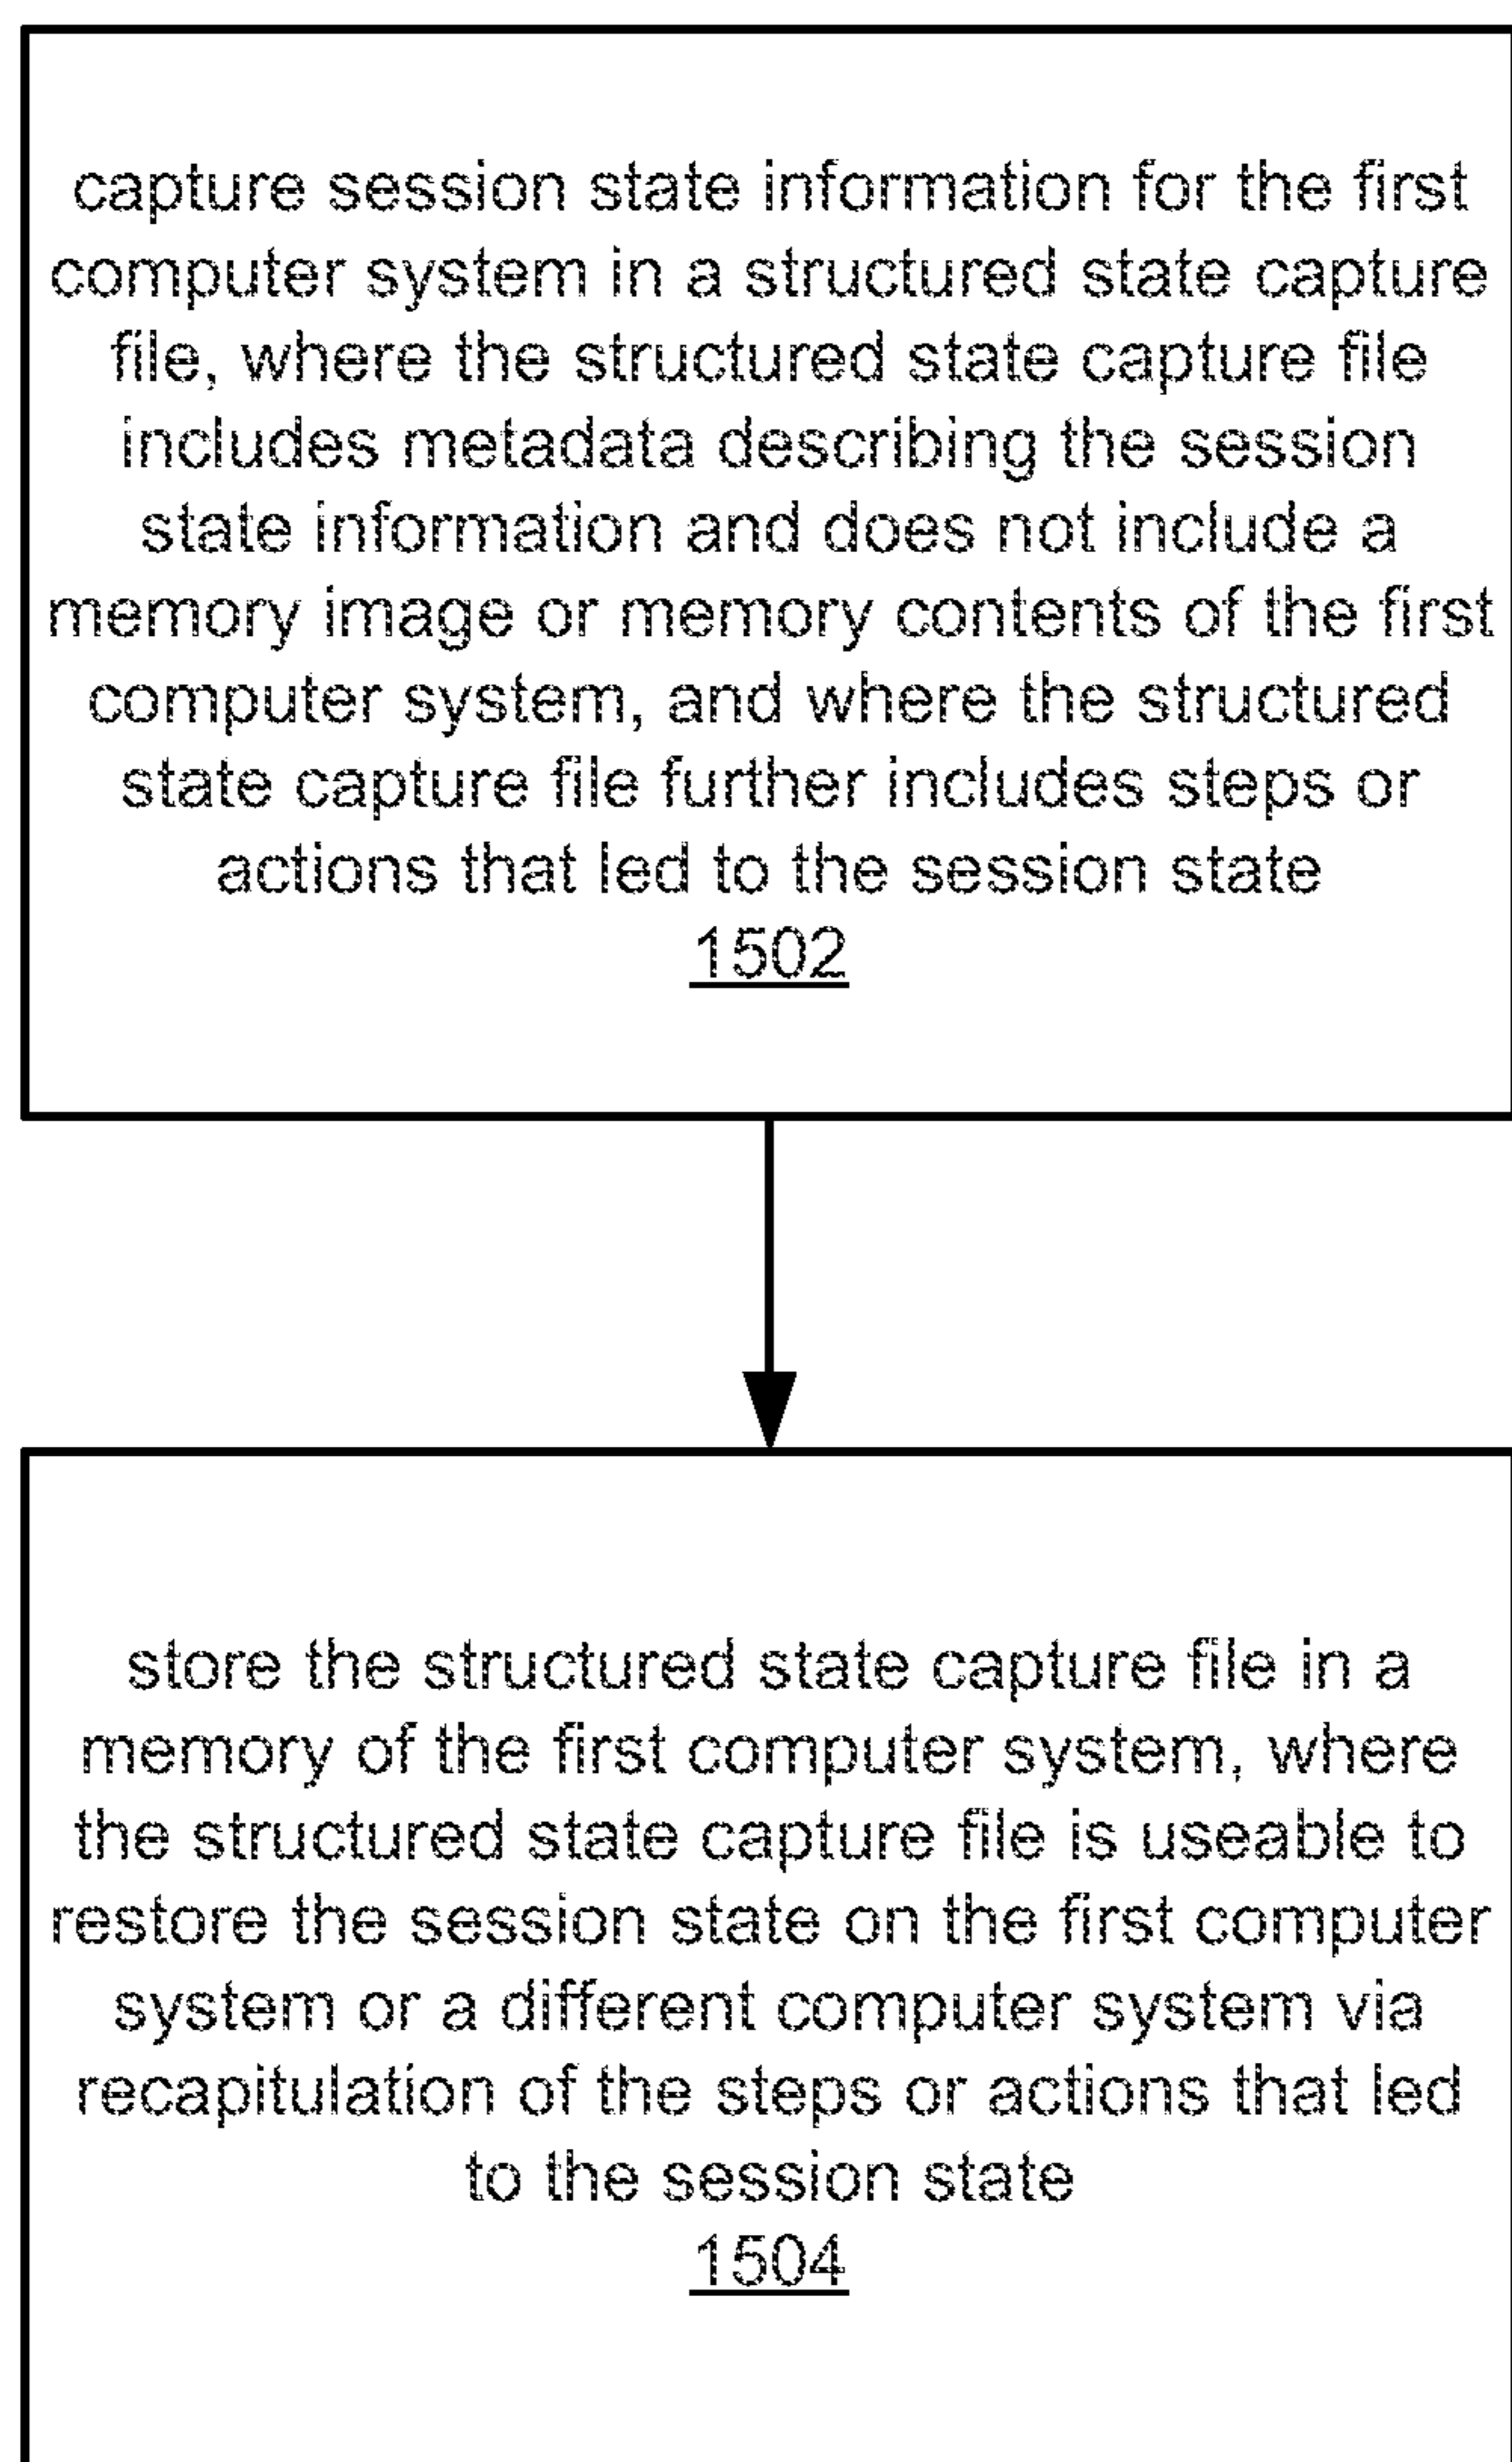 capture session state information for the first
computer system in a structured state capture
file, where the structured state capture file
includes metadata describing the session
state information and does not include a
memory image or memory contents of the first
computer system, and where the structured
state capture file further includes steps or
actions that led to the session state
1502
store the structured state capture file in a
memory of the first computer system, where
the structured state capture file is useable to
restore the session state on the first computer
system or a different computer system via
recapitulation of the steps or actions that led
to the session state
1504